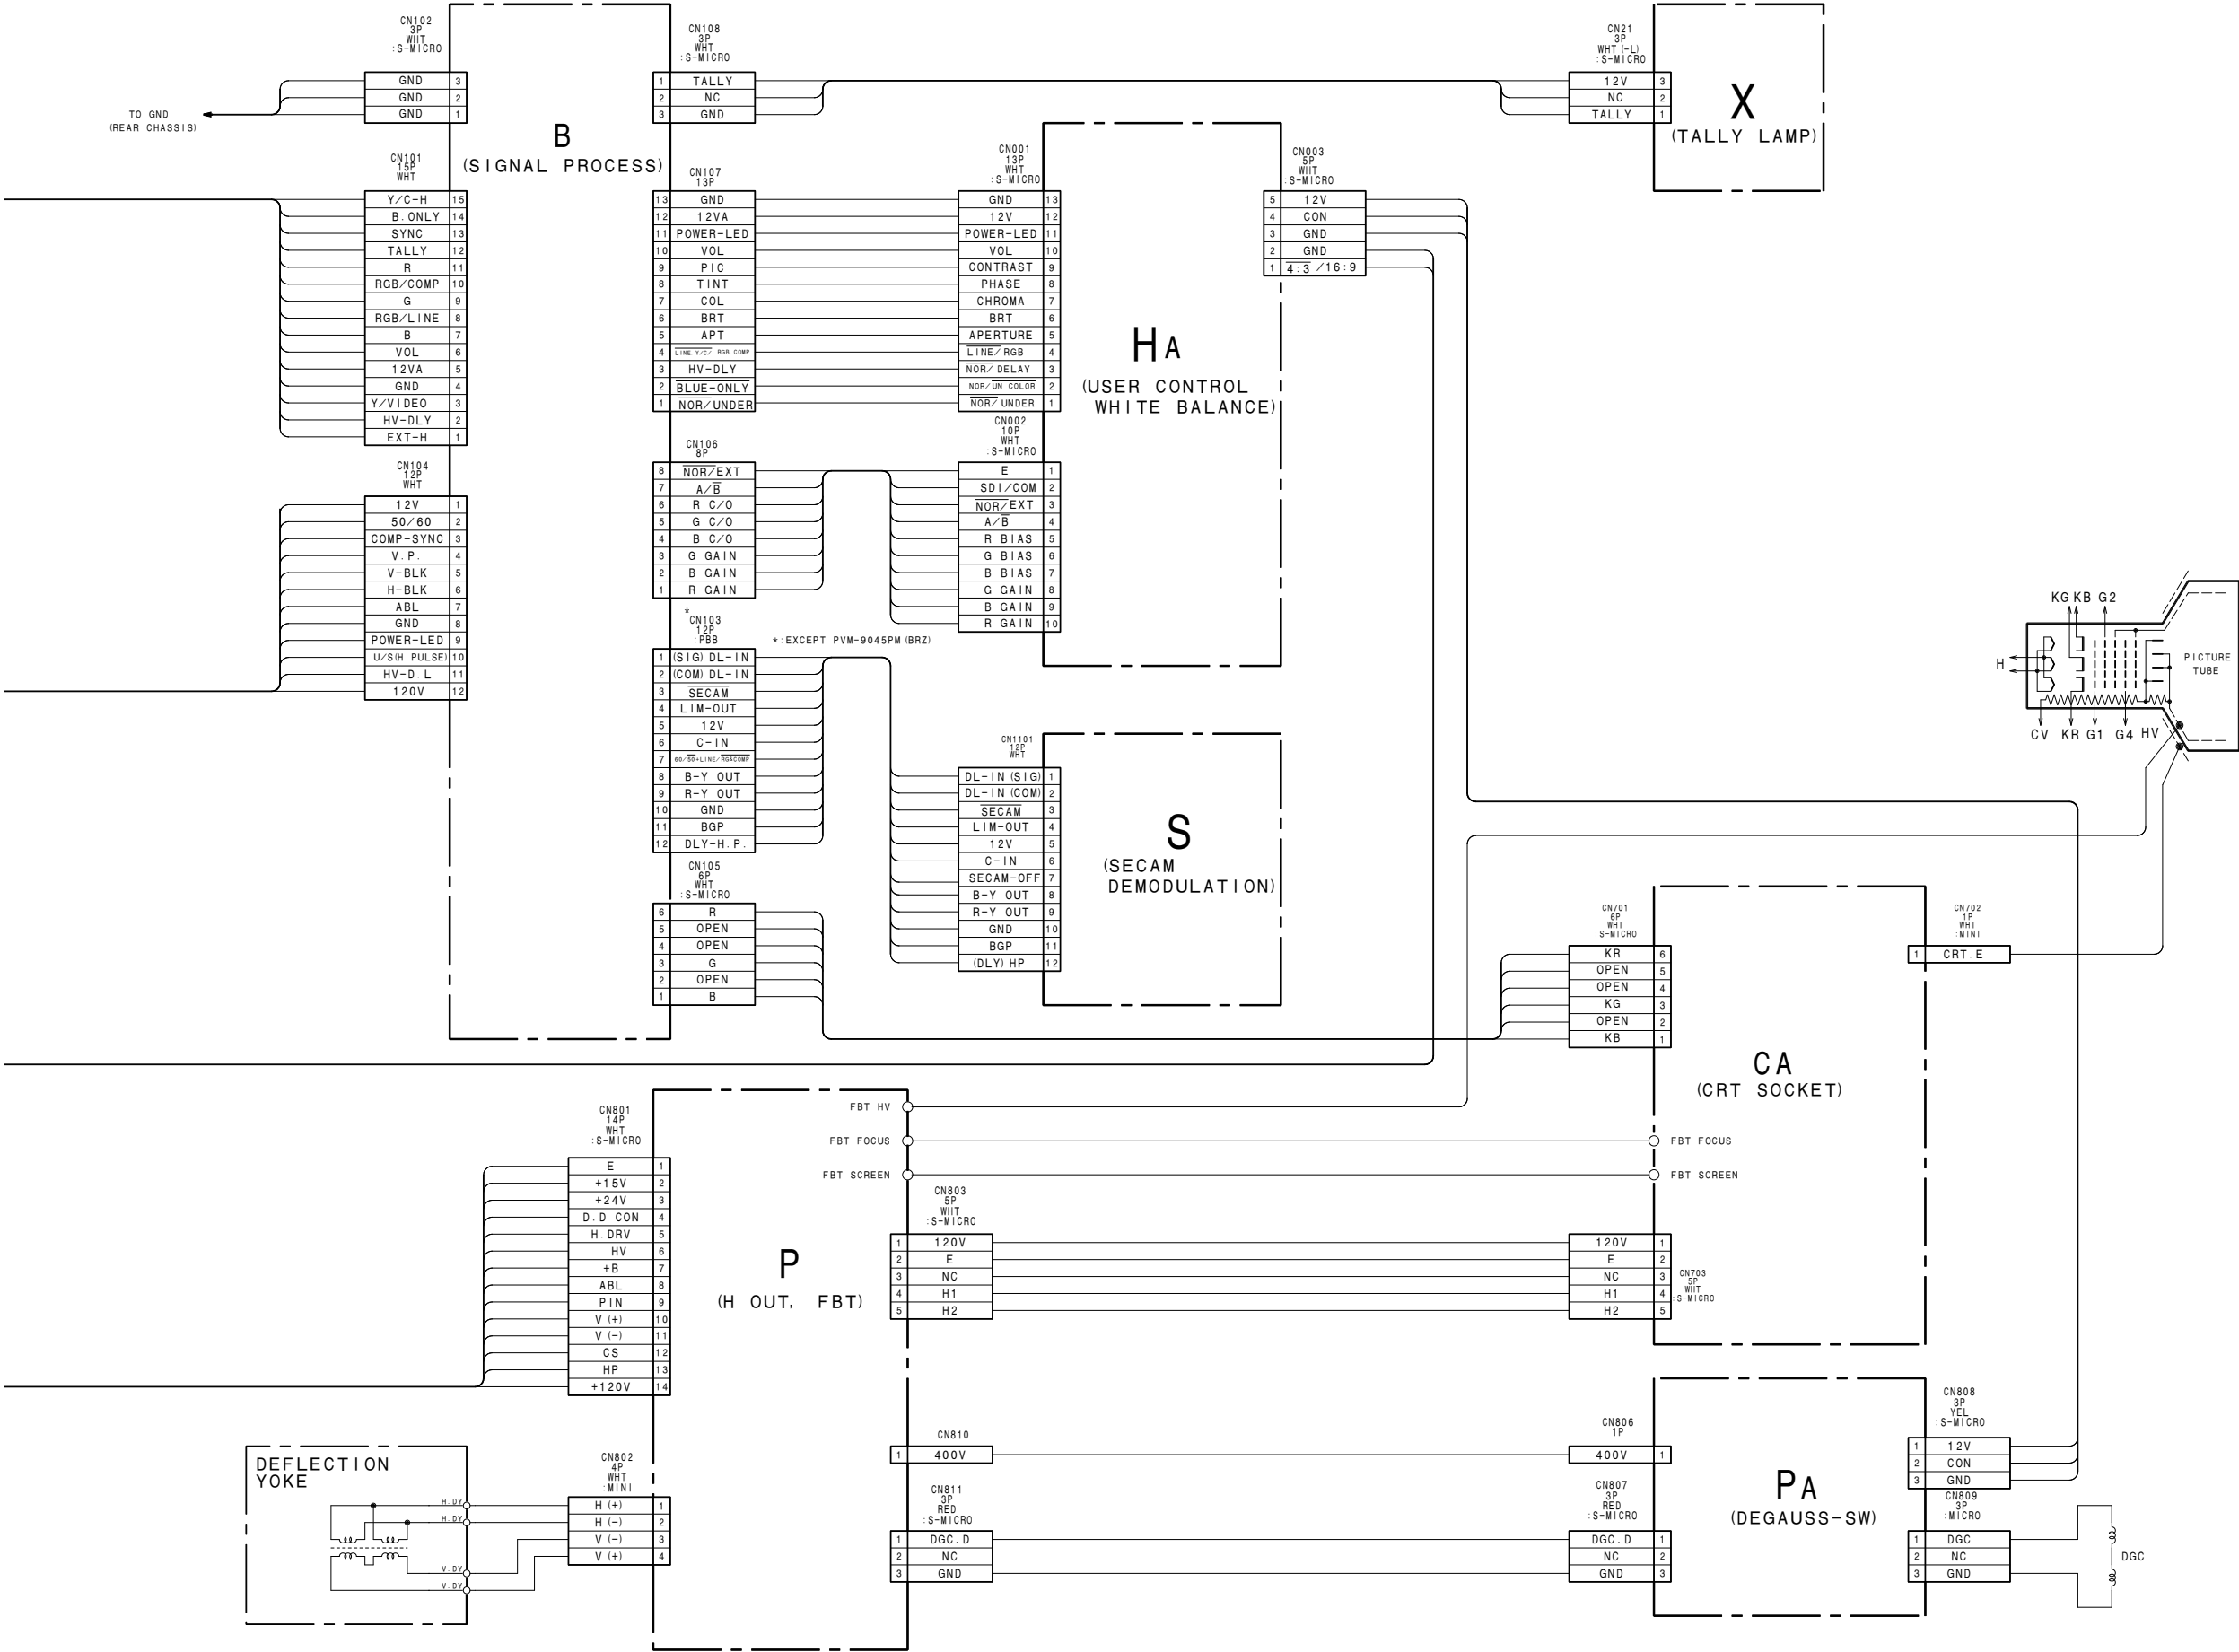 CN102
3P
WHT
:S-MICRO
GND 3
GND 2
GND 1
TO GND
(REAR CHASSIS)
CN101
15P
WHT
Y/C-H 15
B.ONLY 14
SYNC 13
TALLY 12
R 11
RGB/COMP 10
G 9
RGB/LINE 8
B 7
VOL 6
12VA 5
GND 4
Y/VIDEO 3
HV-DLY 2
EXT-H 1
CN104
12P
WHT
12V 1
50/60 2
COMP-SYNC 3
V.P. 4
V-BLK 5
H-BLK 6
ABL 7
GND 8
POWER-LED 9
U/S(H PULSE) 10
HV-D.L 11
120V 12
B
(SIGNAL PROCESS)
CN108
3P
WHT
:S-MICRO
1 TALLY
2 NC
3 GND
CN107
13P
13 GND
12 12VA
11 POWER-LED
10 VOL
9 PIC
8 TINT
7 COL
6 BRT
5 APT
4 LINE.Y/C/ RGB.COMP
3 HV-DLY
2 BLUE-ONLY
1 NOR/UNDER
CN106
8P
8 NOR/EXT
7 A/B
6 R C/O
5 G C/O
4 B C/O
3 G GAIN
2 B GAIN
1 R GAIN
*
CN103
12P
:PBB
*:EXCEPT PVM-9045PM(BRZ)
1 (SIG) DL-IN
2 (COM) DL-IN
3 SECAM
4 LIM-OUT
5 12V
6 C-IN
7 60/50+LINE/RGB&COMP
8 B-Y OUT
9 R-Y OUT
10 GND
11 BGP
12 DLY-H.P.
CN105
6P
WHT
:S-MICRO
6 R
5 OPEN
4 OPEN
3 G
2 OPEN
1 B
CN001
13P
WHT
:S-MICRO
GND 13
12V 12
POWER-LED 11
VOL 10
CONTRAST 9
PHASE 8
CHROMA 7
BRT 6
APERTURE 5
LINE/RGB 4
NOR/DELAY 3
NOR/UN COLOR 2
NOR/UNDER 1
CN002
10P
WHT
:S-MICRO
E 1
SDI/COM 2
NOR/EXT 3
A/B 4
R BIAS 5
G BIAS 6
B BIAS 7
G GAIN 8
B GAIN 9
R GAIN 10
HA
(USER CONTROL
WHITE BALANCE)
CN003
5P
WHT
:S-MICRO
5 12V
4 CON
3 GND
2 GND
1 4:3 /16:9
CN1101
12P
WHT
DL-IN(SIG) 1
DL-IN(COM) 2
SECAM 3
LIM-OUT 4
12V 5
C-IN 6
SECAM-OFF 7
B-Y OUT 8
R-Y OUT 9
GND 10
BGP 11
(DLY)HP 12
S
(SECAM
DEMODULATION)
CN21
3P
WHT(-L)
:S-MICRO
12V 3
NC 2
TALLY 1
X
(TALLY LAMP)
KG KB G2
H
PICTURE
TUBE
CV KR G1 G4 HV
CN701
6P
WHT
:S-MICRO
KR 6
OPEN 5
OPEN 4
KG 3
OPEN 2
KB 1
CN702
1P
WHT
:MINI
1 CRT.E
CA
(CRT SOCKET)
FBT HV
FBT FOCUS
FBT SCREEN
FBT FOCUS
FBT SCREEN
CN801
14P
WHT
:S-MICRO
E 1
+15V 2
+24V 3
D.D CON 4
H.DRV 5
HV 6
+B 7
ABL 8
PIN 9
V(+) 10
V(-) 11
CS 12
HP 13
+120V 14
P
(H OUT, FBT)
CN803
5P
WHT
:S-MICRO
1 120V
2 E
3 NC
4 H1
5 H2
120V 1
E 2
NC 3
H1 4
H2 5
CN703
5P
WHT
:S-MICRO
DEFLECTION
YOKE
H.DY
H.DY
V.DY
V.DY
CN802
4P
WHT
:MINI
H(+) 1
H(-) 2
V(-) 3
V(+) 4
CN810
1 400V
CN811
3P
RED
:S-MICRO
1 DGC.D
2 NC
3 GND
CN806
1P
400V 1
CN807
3P
RED
:S-MICRO
DGC.D 1
NC 2
GND 3
PA
(DEGAUSS-SW)
CN808
3P
YEL
:S-MICRO
1 12V
2 CON
3 GND
CN809
3P
:MICRO
1 DGC
2 NC
3 GND
DGC